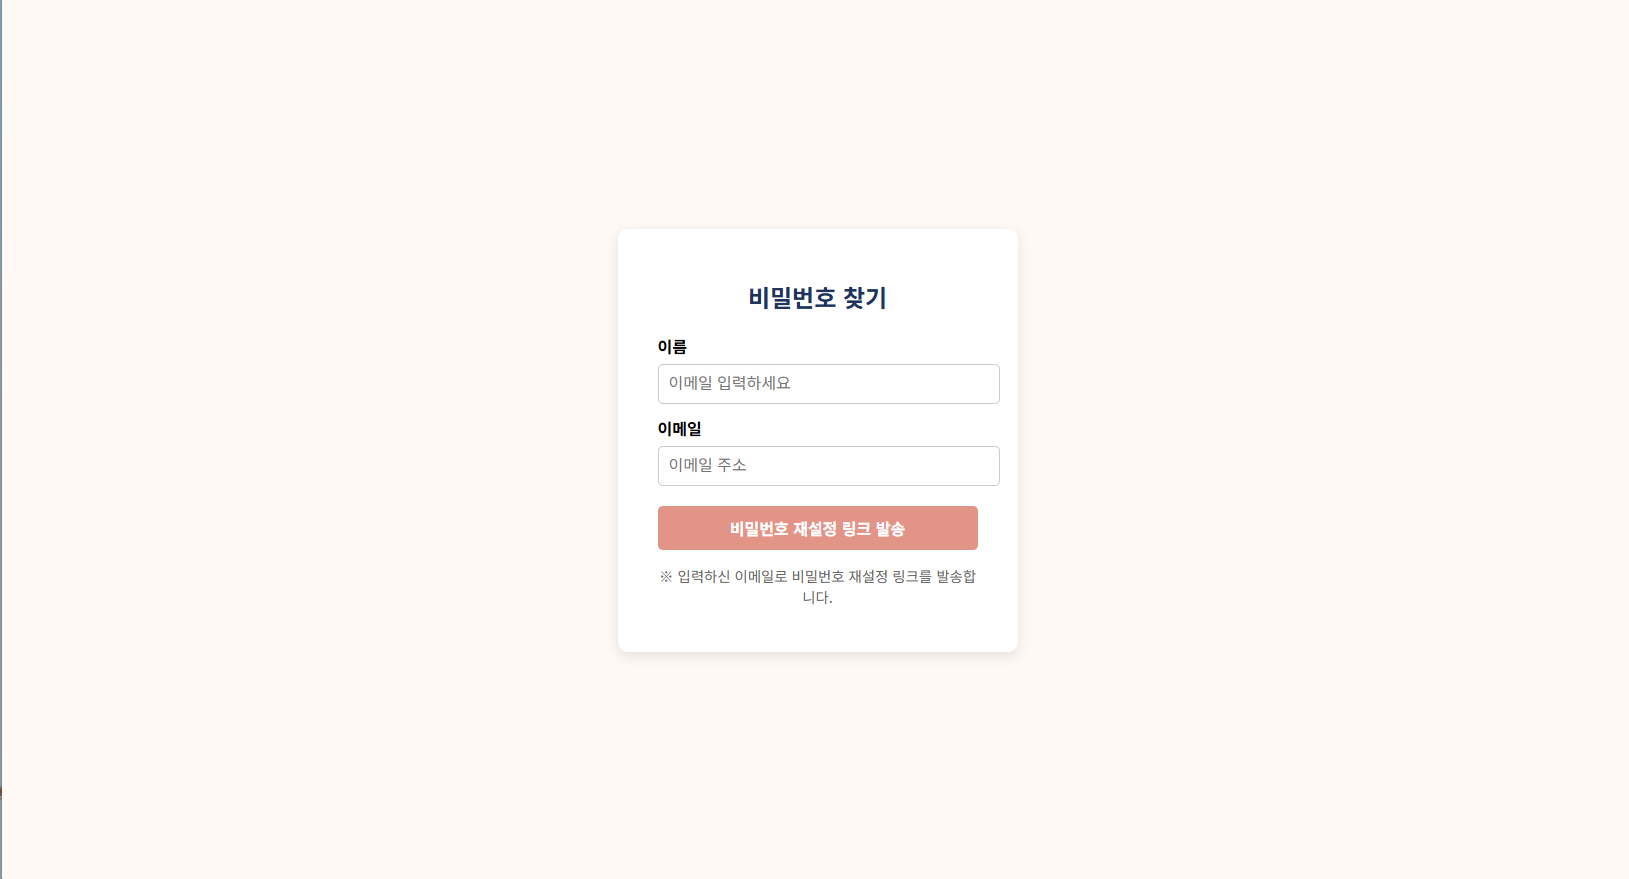 비밀번호 찾기
이름
이메일 입력하세요
이메일
이메일 주소
비밀번호 재설정 링크 발송
※ 입력하신 이메일로 비밀번호 재설정 링크를 발송합
니다.